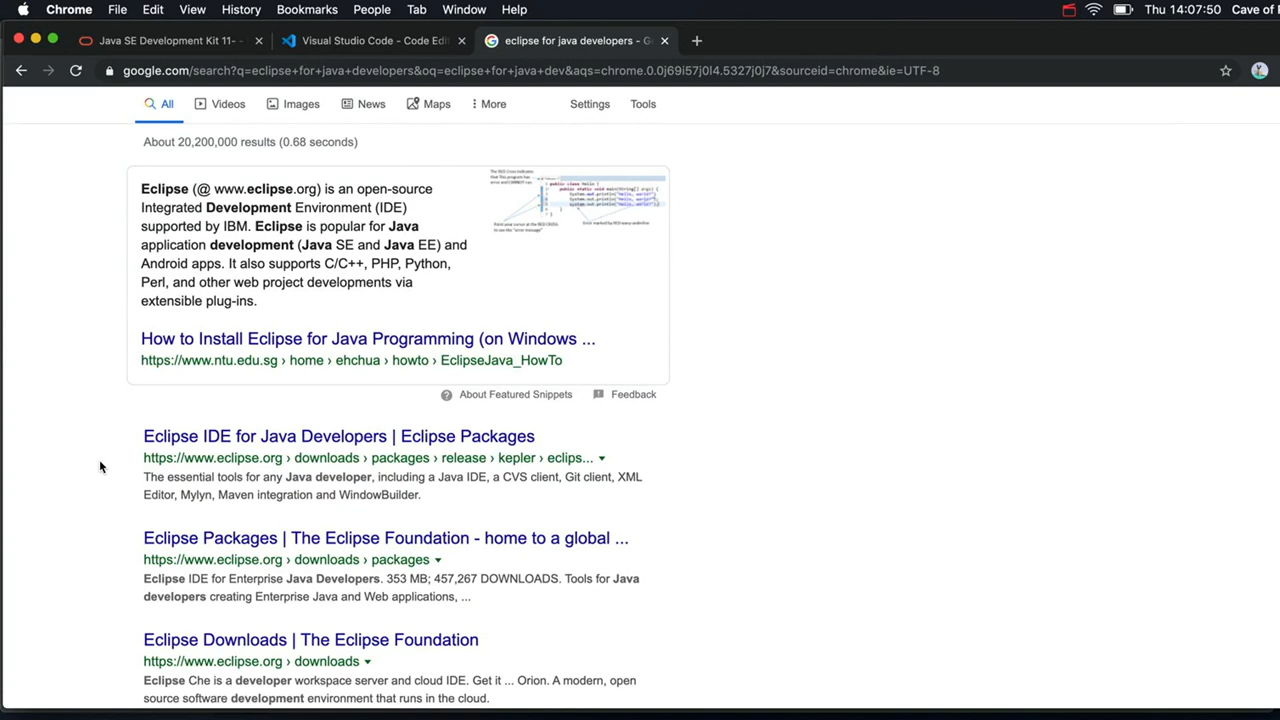 Chrome File Edit View History Bookmarks People Tab Window Help Thu 14:07:50 Cave of
Java SE Development Kit 11- Visual Studio Code - Code Edi eclipse for java developers - G
google.com/search?q=eclipse+for+java+developers&oq=eclipse+for+java+dev&aqs=chrome.0.0j69i57j0l4.5327j0j7&sourceid=chrome&ie=UTF-8
All Videos Images News Maps More Settings Tools
About 20,200,000 results (0.68 seconds)
Eclipse (@ www.eclipse.org) is an open-source
Integrated Development Environment (IDE)
supported by IBM. Eclipse is popular for Java
application development (Java SE and Java EE) and
Android apps. It also supports C/C++, PHP, Python,
Perl, and other web project developments via
extensible plug-ins.
public class Hello {
public static void main(String[] args) {
How to Install Eclipse for Java Programming (on Windows ...
https://www.ntu.edu.sg › home › ehchua › howto › EclipseJava_HowTo
About Featured Snippets Feedback
Eclipse IDE for Java Developers | Eclipse Packages
https://www.eclipse.org › downloads › packages › release › kepler › eclips...
The essential tools for any Java developer, including a Java IDE, a CVS client, Git client, XML
Editor, Mylyn, Maven integration and WindowBuilder.
Eclipse Packages | The Eclipse Foundation - home to a global ...
https://www.eclipse.org › downloads › packages
Eclipse IDE for Enterprise Java Developers. 353 MB; 457,267 DOWNLOADS. Tools for Java
developers creating Enterprise Java and Web applications, ...
Eclipse Downloads | The Eclipse Foundation
https://www.eclipse.org › downloads
Eclipse Che is a developer workspace server and cloud IDE. Get it ... Orion. A modern, open
source software development environment that runs in the cloud.